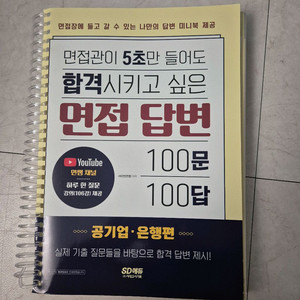 면접장에 들고 갈 수 있는 나만의 답변 미니북 제공
면접관이 5초만 들어도
합격시키고 싶은
면접 답변
YouTube
면쌤 채널
하루 한 질문
강의(100강) 제공
100문
100답
공기업·은행편
실제 기출 질문들을 바탕으로 합격 답변 제시!
SD에듀